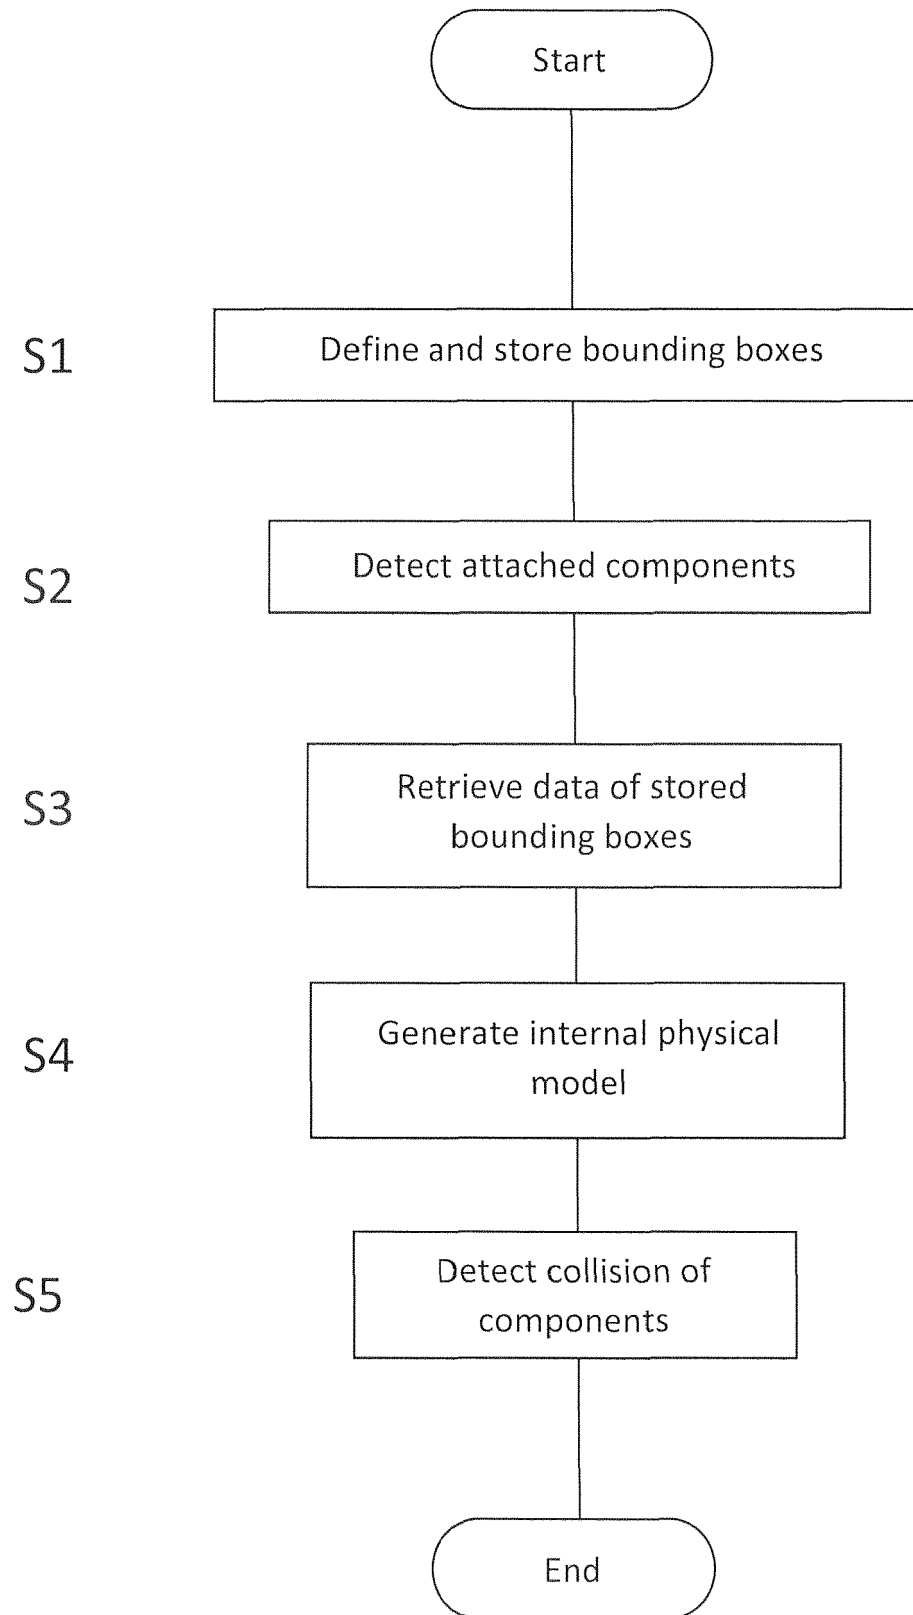 Start
S1
Define and store bounding boxes
S2
Detect attached components
S3
Retrieve data of stored
bounding boxes
S4
Generate internal physical
model
S5
Detect collision of
components
End